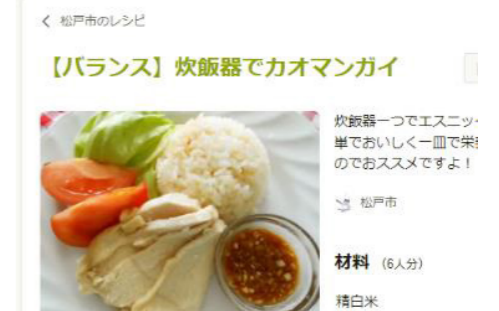 松戸市のレシピ
【バランス】炊飯器でカオマンガイ
炊飯器一つでエスニッ
単でおいしく一皿で栄
のでおススメですよ！
松戸市
材料 (6人分)
精白米